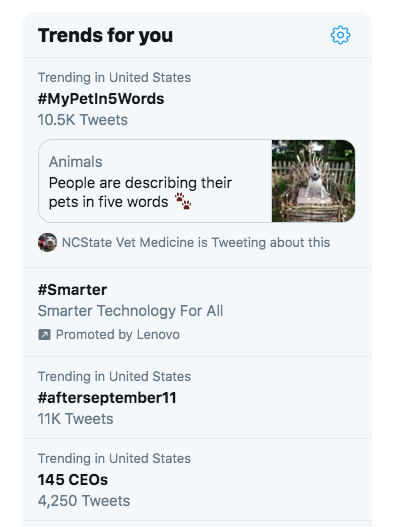 Trends for you
Trending in United States
#MyPetIn5Words
10.5K Tweets
Animals
People are describing their
pets in five words
NCState Vet Medicine is Tweeting about this
#Smarter
Smarter Technology For All
Promoted by Lenovo
Trending in United States
#afterseptember11
11K Tweets
Trending in United States
145 CEOs
4,250 Tweets